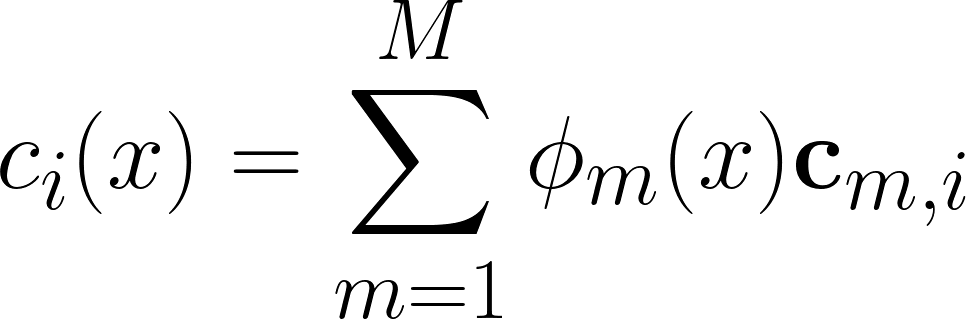 c_i(x) = \sum_{m=1}^{M} \phi_m(x) \mathbf{c}_{m,i}